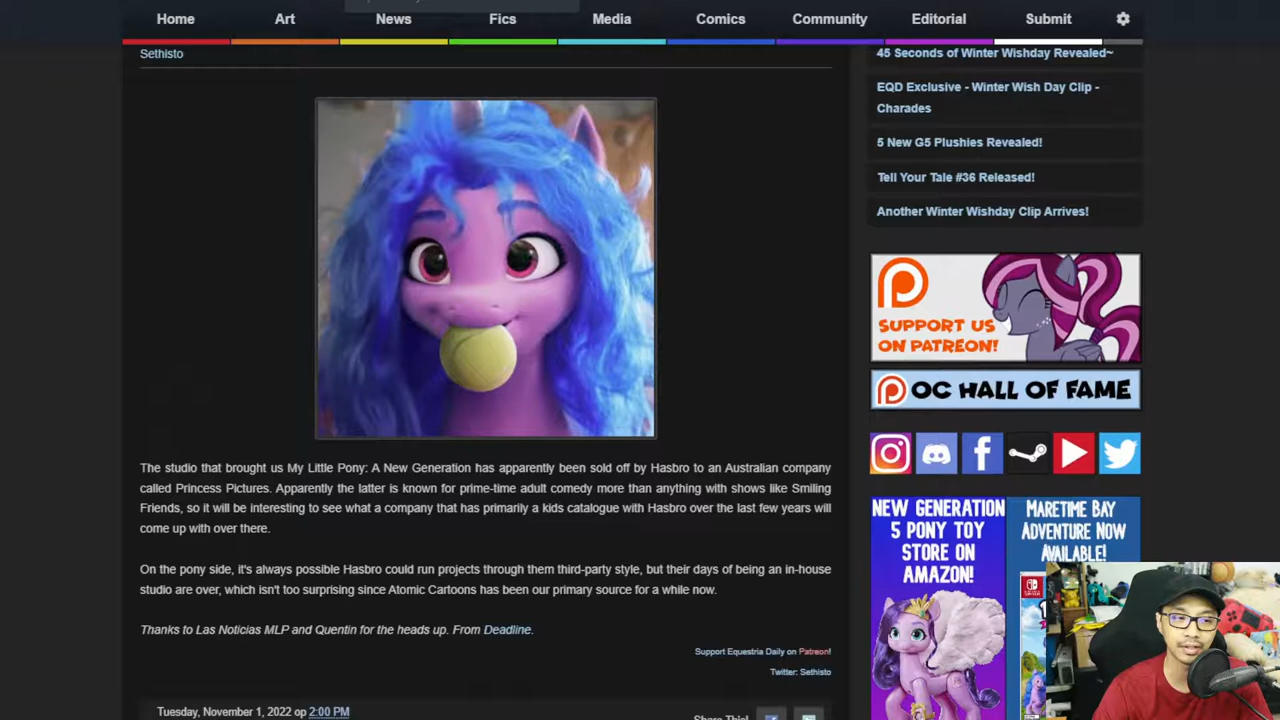 Home Art News Fics Media Comics Community Editorial Submit
Sethisto
The studio that brought us My Little Pony: A New Generation has apparently been sold off by Hasbro to an Australian company
called Princess Pictures. Apparently the latter is known for prime-time adult comedy more than anything with shows like Smiling
Friends, so it will be interesting to see what a company that has primarily a kids catalogue with Hasbro over the last few years will
come up with over there.
On the pony side, it's always possible Hasbro could run projects through them third-party style, but their days of being an in-house
studio are over, which isn't too surprising since Atomic Cartoons has been our primary source for a while now.
Thanks to Las Noticias MLP and Quentin for the heads up. From Deadline.
Support Equestria Daily on Patreon!
Twitter: Sethisto
Tuesday, November 1, 2022 op 2:00 PM
Share This!
45 Seconds of Winter Wishday Revealed~
EQD Exclusive - Winter Wish Day Clip -
Charades
5 New G5 Plushies Revealed!
Tell Your Tale #36 Released!
Another Winter Wishday Clip Arrives!
SUPPORT US
ON PATREON!
OC HALL OF FAME
NEW GENERATION
5 PONY TOY
STORE ON
AMAZON!
MARETIME BAY
ADVENTURE NOW
AVAILABLE!